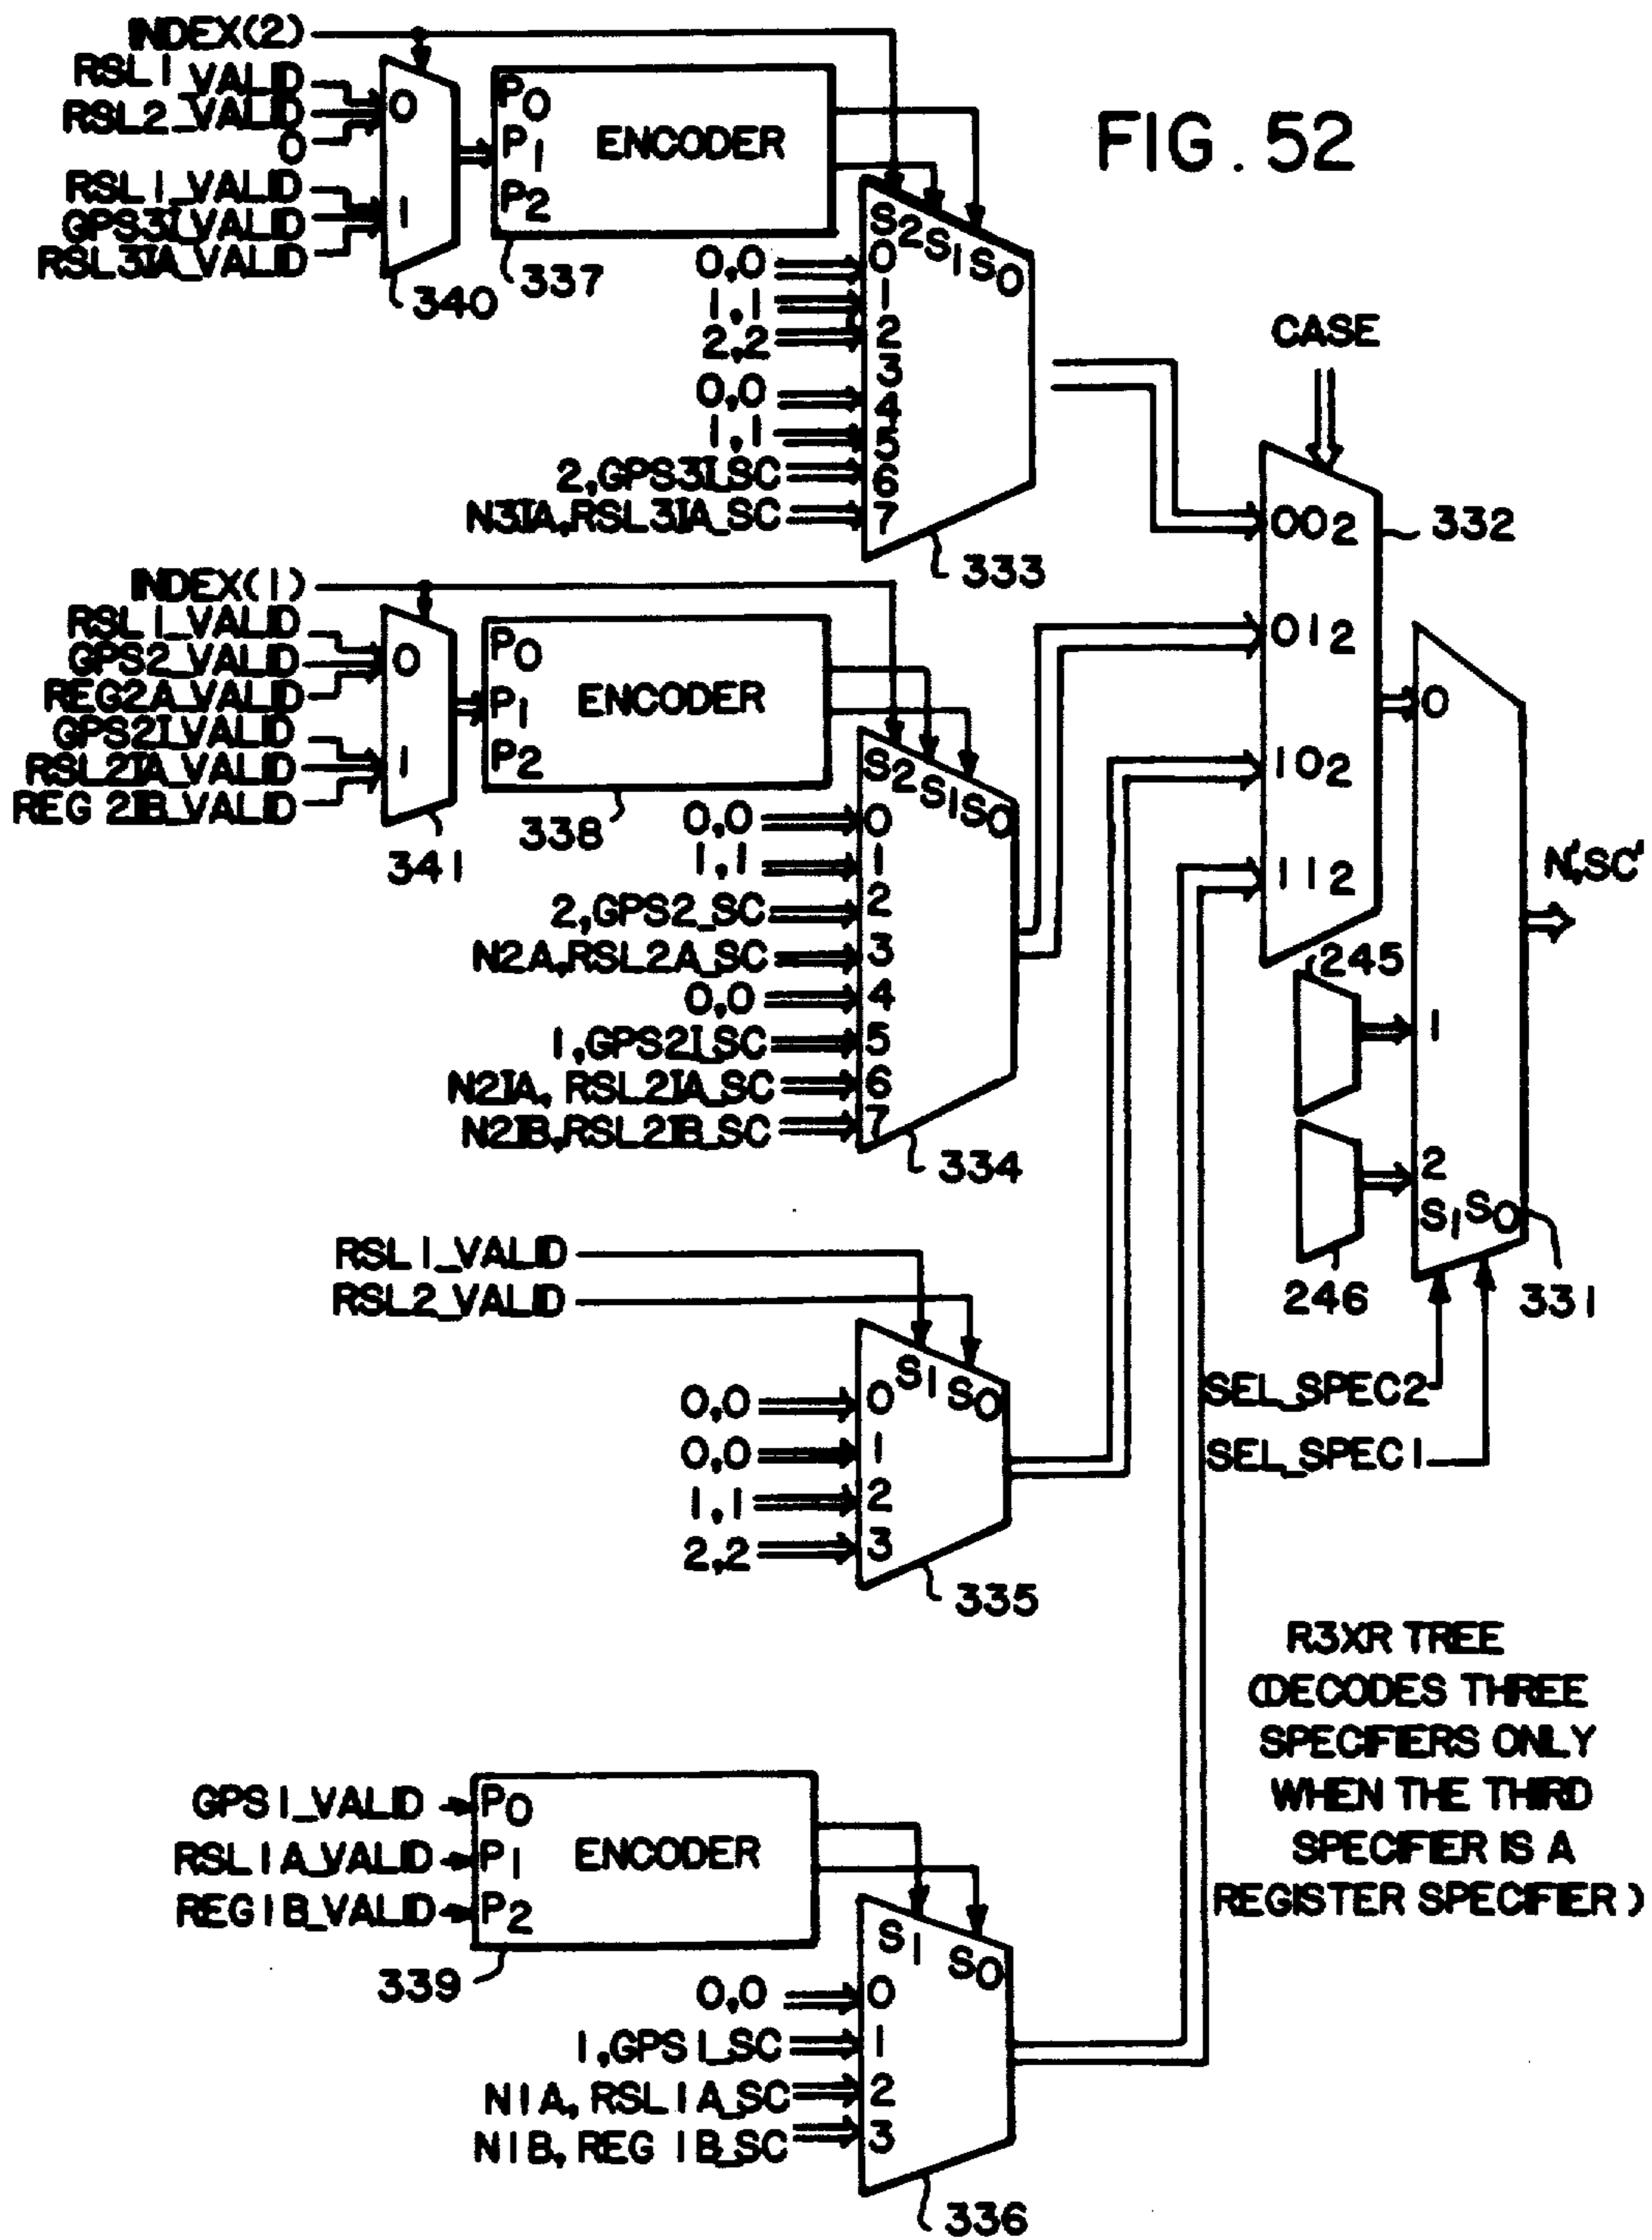 FIG. 52
INDEX(2)
RSL1_VALID
RSL2_VALID
0
RSL1_VALID
GPS3I_VALID
RSL3IA_VALID
0
1
340
P0
P1
P2
ENCODER
337
S2 S1 S0
0,0
1,1
2,2
0,0
1,1
2,GPS3I_SC
N3IA,RSL3IA_SC
0
1
2
3
4
5
6
7
333
INDEX(1)
RSL1_VALID
GPS2_VALID
REG2A_VALID
GPS2I_VALID
RSL2IA_VALID
REG 2IB_VALID
0
1
341
P0
P1
P2
ENCODER
338
S2 S1 S0
0,0
1,1
2,GPS2_SC
N2A,RSL2A_SC
0,0
1,GPS2I_SC
N2IA, RSL2IA_SC
N2IB,RSL2IB_SC
0
1
2
3
4
5
6
7
334
RSL1_VALID
RSL2_VALID
S1 S0
0,0
0,0
1,1
2,2
0
1
2
3
335
GPS1_VALID
RSL1A_VALID
REG1B_VALID
P0
P1
P2
ENCODER
339
S1 S0
0,0
1,GPS1_SC
N1A, RSL1A_SC
N1B, REG 1B_SC
0
1
2
3
336
CASE
002
012
102
112
332
245
246
0
1
2
S1 S0
331
SEL_SPEC2
SEL_SPEC1
N',SC'
R3XR TREE
(DECODES THREE
SPECIFIERS ONLY
WHEN THE THIRD
SPECIFIER IS A
REGISTER SPECIFIER)